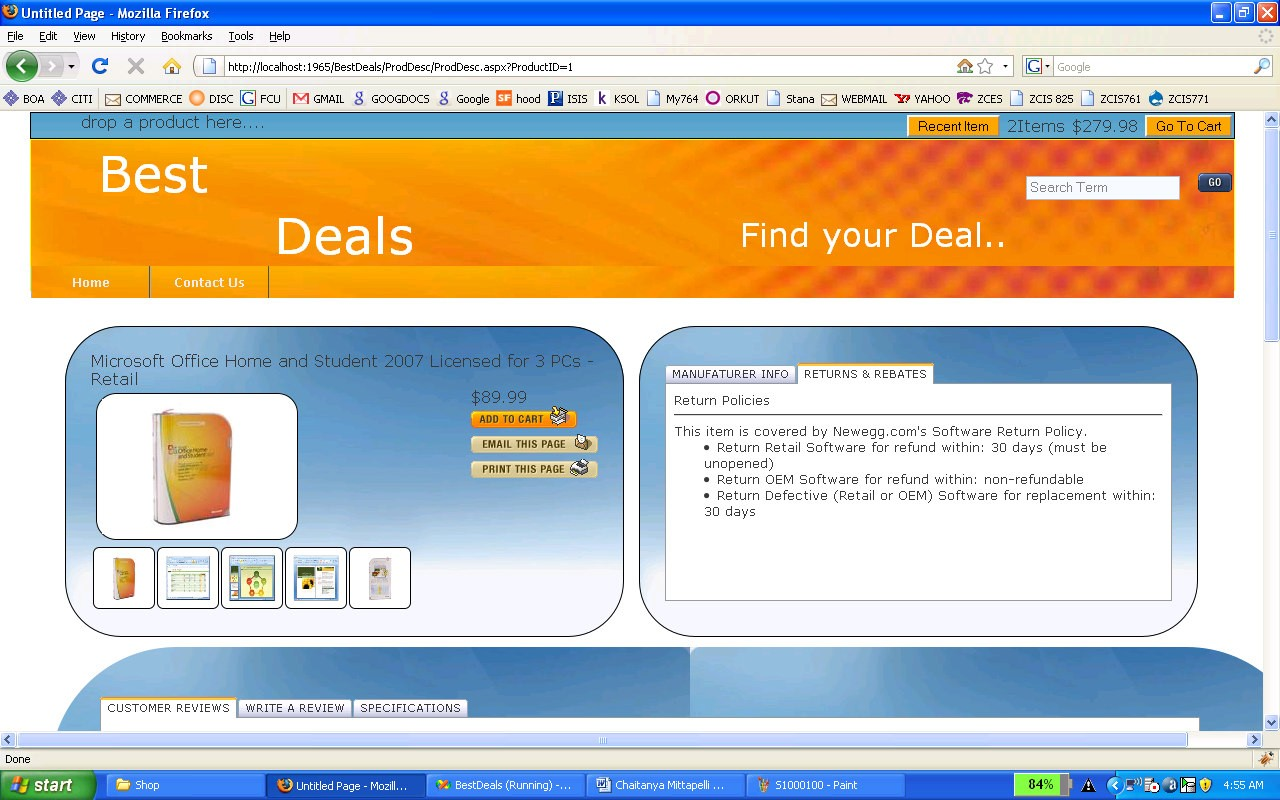 Untitled Page - Mozilla Firefox
File Edit View History Bookmarks Tools Help
http://localhost:1965/BestDeals/ProdDesc/ProdDesc.aspx?ProductID=1
Google
BOA CITI COMMERCE DISC FCU GMAIL GOOGDOCS Google hood ISIS KSOL My764 ORKUT Stana WEBMAIL YAHOO ZCES ZCIS 825 ZCIS761 ZCIS771
drop a product here....
Recent Item 2Items $279.98 Go To Cart
Best
Search Term GO
Deals
Find your Deal..
Home Contact Us
Microsoft Office Home and Student 2007 Licensed for 3 PCs -
Retail
$89.99
ADD TO CART
EMAIL THIS PAGE
PRINT THIS PAGE
MANUFATURER INFO RETURNS & REBATES
Return Policies
This item is covered by Newegg.com's Software Return Policy.
• Return Retail Software for refund within: 30 days (must be
unopened)
• Return OEM Software for refund within: non-refundable
• Return Defective (Retail or OEM) Software for replacement within:
30 days
CUSTOMER REVIEWS WRITE A REVIEW SPECIFICATIONS
Done
start Shop Untitled Page - Mozill... BestDeals (Running) -... Chaitanya Mittapelli ... S1000100 - Paint 84% 4:55 AM